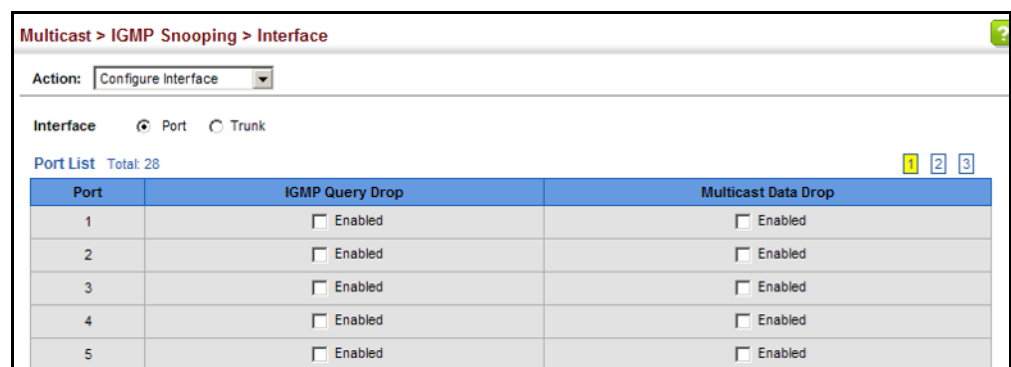 Multicast > IGMP Snooping > Interface
?
Action: Configure Interface
Interface Port Trunk
Port List Total: 28 1 2 3
Port IGMP Query Drop Multicast Data Drop
1 Enabled Enabled
2 Enabled Enabled
3 Enabled Enabled
4 Enabled Enabled
5 Enabled Enabled